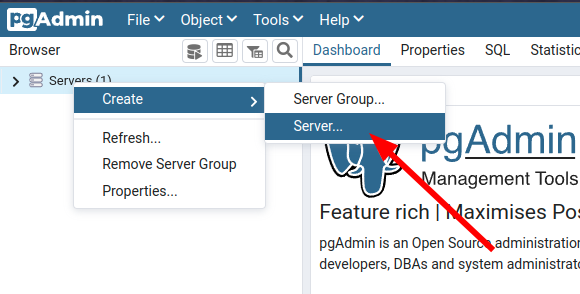 pgAdmin File Object Tools Help
Browser Dashboard Properties SQL Statistic
Servers (1)
Create Server Group...
Server...
Refresh...
Remove Server Group
Properties...
pgAdmin
Management Tools
Feature rich | Maximises Pos
pgAdmin is an Open Source administration
developers, DBAs and system administrato